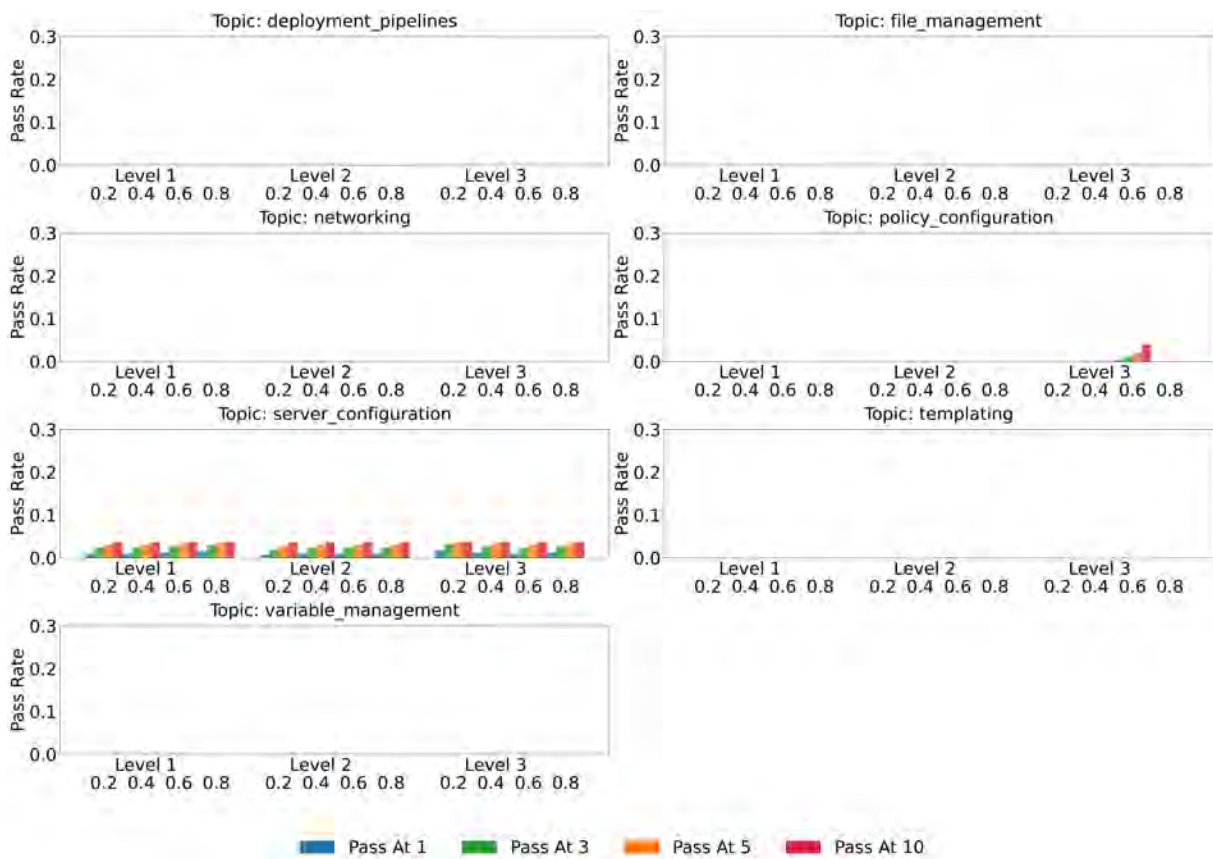 Topic: deployment_pipelines
0.3
0.2
0.1
0.0
Pass Rate
Level 1 Level 2 Level 3
0.2 0.4 0.6 0.8 0.2 0.4 0.6 0.8 0.2 0.4 0.6 0.8
Topic: file_management
0.3
0.2
0.1
0.0
Pass Rate
Level 1 Level 2 Level 3
0.2 0.4 0.6 0.8 0.2 0.4 0.6 0.8 0.2 0.4 0.6 0.8
Topic: networking
0.3
0.2
0.1
0.0
Pass Rate
Level 1 Level 2 Level 3
0.2 0.4 0.6 0.8 0.2 0.4 0.6 0.8 0.2 0.4 0.6 0.8
Topic: policy_configuration
0.3
0.2
0.1
0.0
Pass Rate
Level 1 Level 2 Level 3
0.2 0.4 0.6 0.8 0.2 0.4 0.6 0.8 0.2 0.4 0.6 0.8
Topic: server_configuration
0.3
0.2
0.1
0.0
Pass Rate
Level 1 Level 2 Level 3
0.2 0.4 0.6 0.8 0.2 0.4 0.6 0.8 0.2 0.4 0.6 0.8
Topic: templating
0.3
0.2
0.1
0.0
Pass Rate
Level 1 Level 2 Level 3
0.2 0.4 0.6 0.8 0.2 0.4 0.6 0.8 0.2 0.4 0.6 0.8
Topic: variable_management
0.3
0.2
0.1
0.0
Pass Rate
Level 1 Level 2 Level 3
0.2 0.4 0.6 0.8 0.2 0.4 0.6 0.8 0.2 0.4 0.6 0.8
Pass At 1 Pass At 3 Pass At 5 Pass At 10